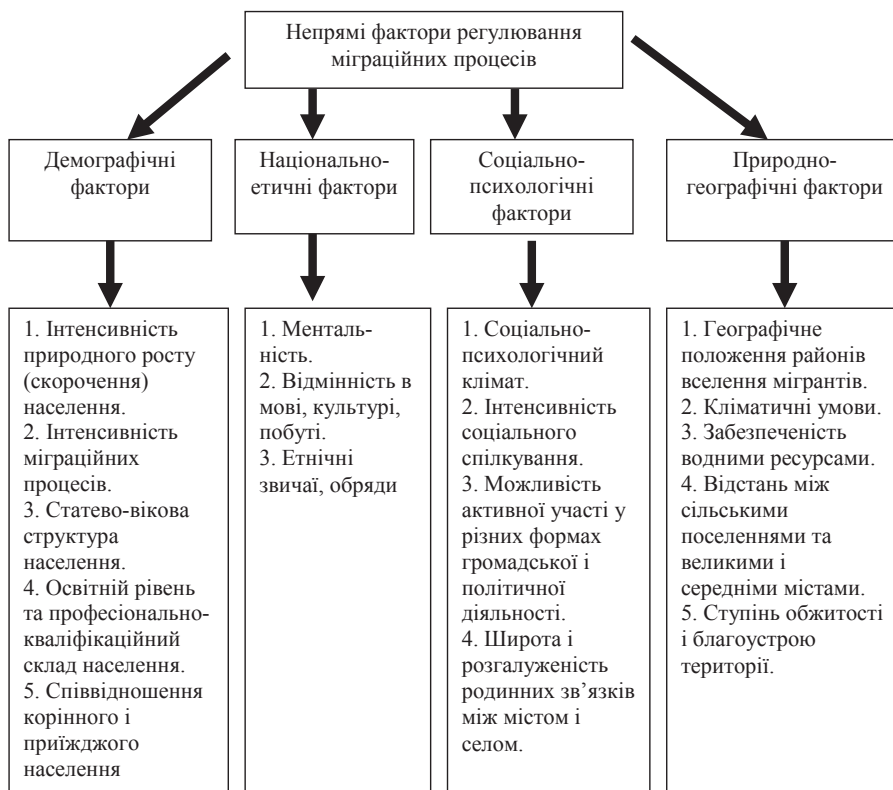 Непрямі фактори регулювання
міграційних процесів
Демографічні
фактори
Національно-
етичні фактори
Соціально-
психологічні
фактори
Природно-
географічні фактори
1. Інтенсивність
природного росту
(скорочення)
населення.
2. Інтенсивність
міграційних
процесів.
3. Статево-вікова
структура
населення.
4. Освітній рівень
та професіонально-
кваліфікаційний
склад населення.
5. Співвідношення
корінного і
приїжджого
населення
1. Менталь-
ність.
2. Відмінність в
мові, культурі,
побуті.
3. Етнічні
звичаї, обряди
1. Соціально-
психологічний
клімат.
2. Інтенсивність
соціального
спілкування.
3. Можливість
активної участі у
різних формах
громадської і
політичної
діяльності.
4. Широта і
розгалуженість
родинних зв’язків
між містом і
селом.
1. Географічне
положення районів
вселення мігрантів.
2. Кліматичні умови.
3. Забезпеченість
водними ресурсами.
4. Відстань між
сільськими
поселеннями та
великими і
середніми містами.
5. Ступінь обжитості
і благоустрою
території.